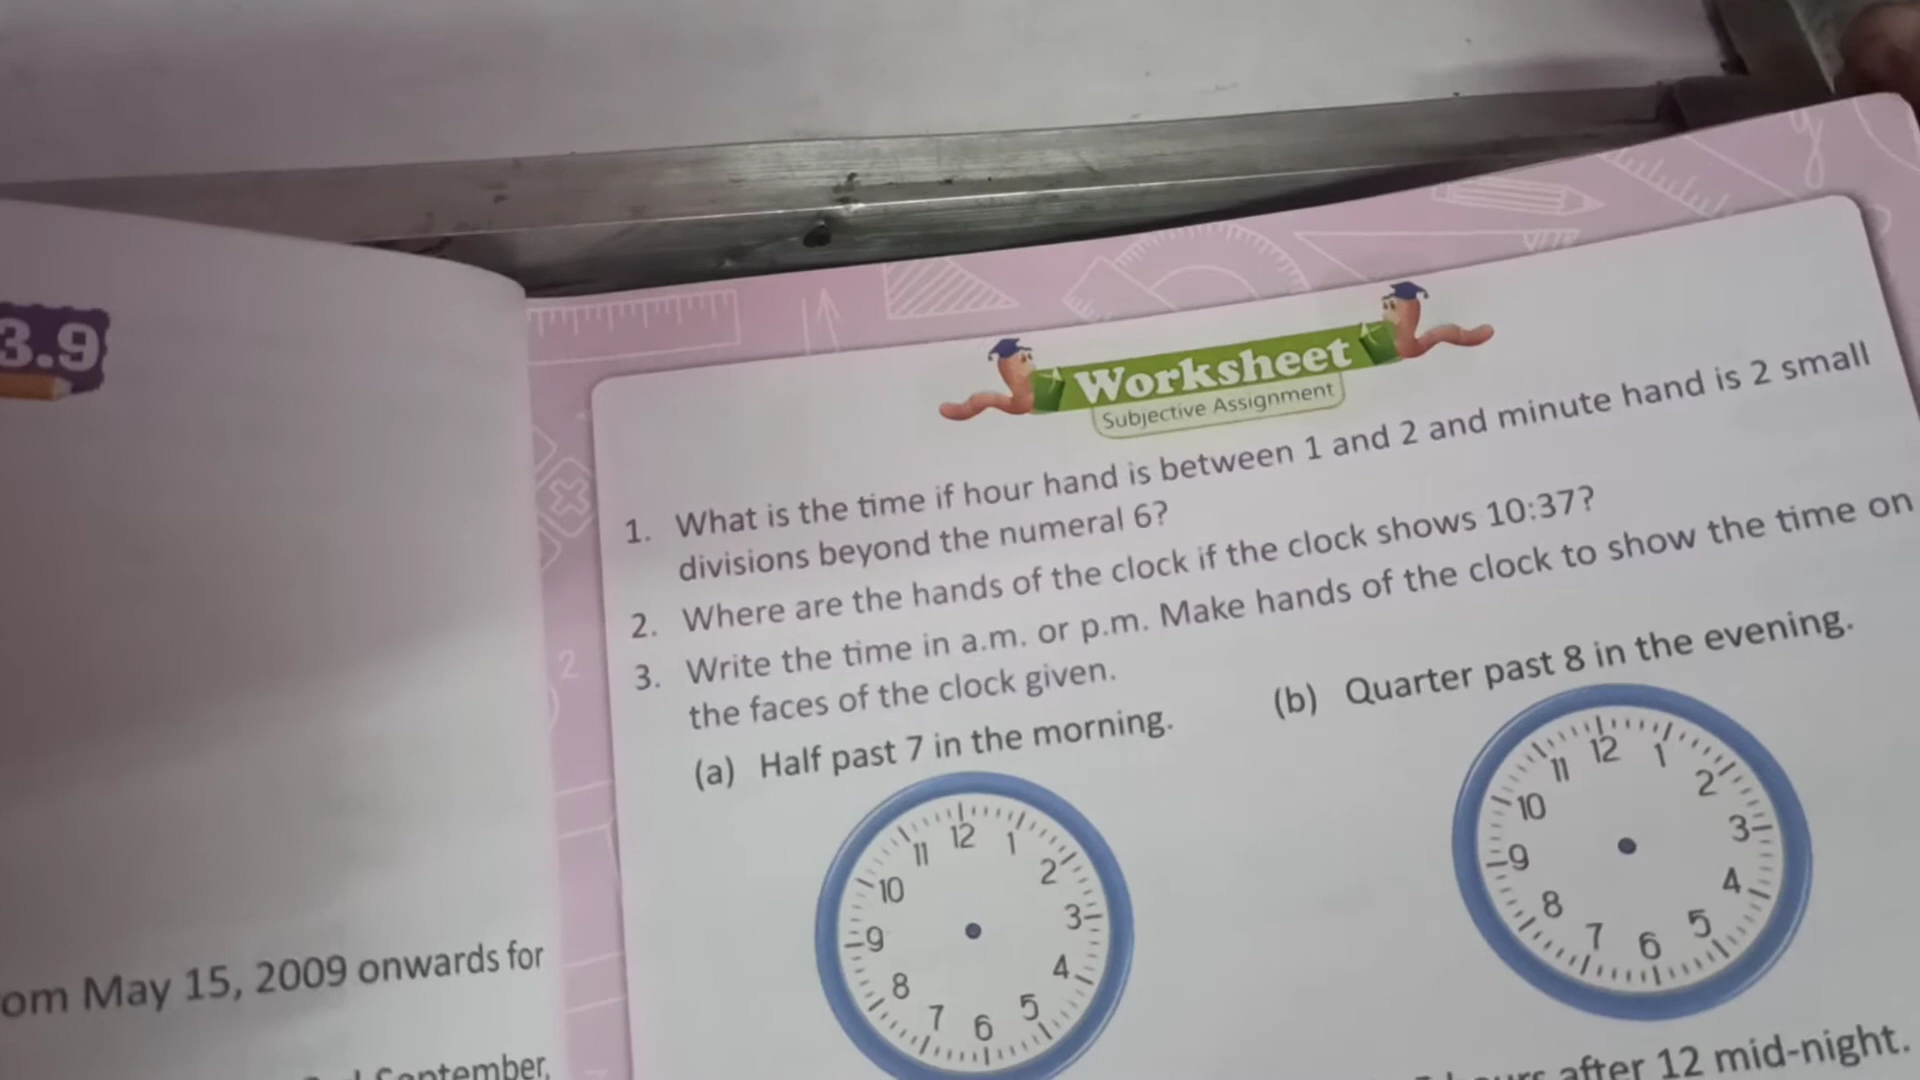 3.9
om May 15, 2009 onwards for
September,
Worksheet
Subjective Assignment
1. What is the time if hour hand is between 1 and 2 and minute hand is 2 small
divisions beyond the numeral 6?
2. Where are the hands of the clock if the clock shows 10:37?
3. Write the time in a.m. or p.m. Make hands of the clock to show the time on
the faces of the clock given.
(a) Half past 7 in the morning.
(b) Quarter past 8 in the evening.
12 1 2 3 4 5 6 7 8 9 10 11
12 1 2 3 4 5 6 7 8 9 10 11
after 12 mid-night.